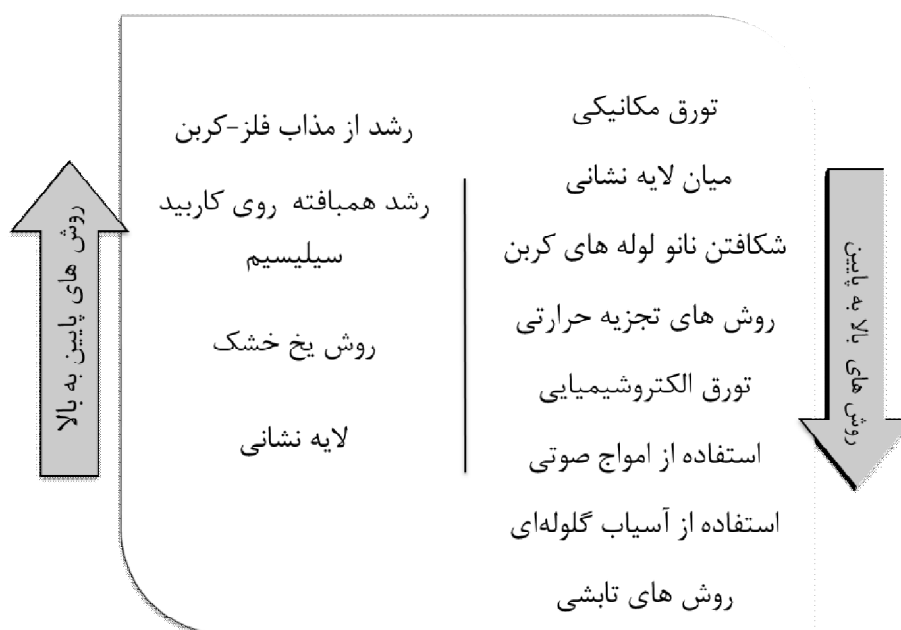 روش های بالا به پایین
تورق مکانیکی
میان لایه نشانی
شکافتن نانو لوله های کربن
روش های تجزیه حرارتی
تورق الکتروشیمیایی
استفاده از امواج صوتی
استفاده از آسیاب گلوله‌ای
روش های تابشی
رشد از مذاب فلز-کربن
رشد همبافته روی کاربید
سیلیسیم
روش یخ خشک
لایه نشانی
روش های پایین به بالا